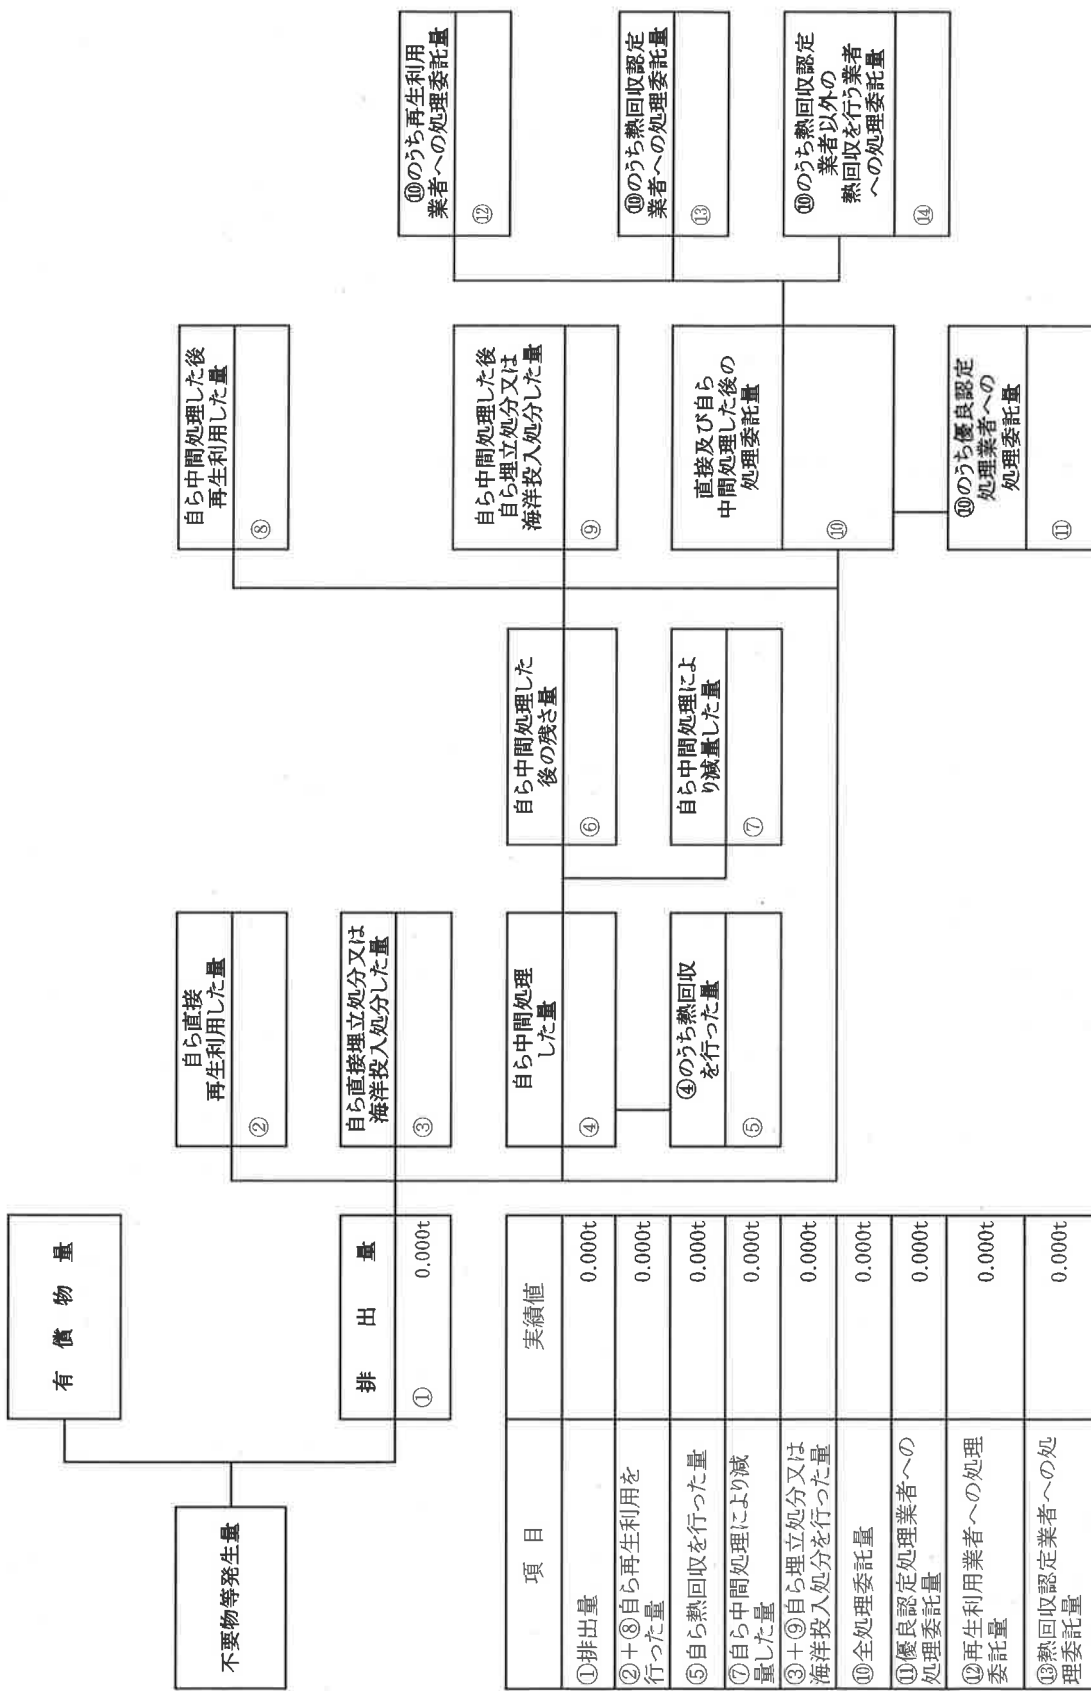 有償物量
不要物等発生量
排出量
① 0.000t
自ら直接
再生利用した量
②
自ら直接埋立処分又は
海洋投入処分した量
③
自ら中間処理
した量
④
④のうち熱回収
を行った量
⑤
自ら中間処理した
後の残さ量
⑥
自ら中間処理によ
り減量した量
⑦
自ら中間処理した後
再生利用した量
⑧
自ら中間処理した後
自ら埋立処分又は
海洋投入処分した量
⑨
直接及び自ら
中間処理した後の
処理委託量
⑩
⑩のうち優良認定
処理業者への
処理委託量
⑪
⑩のうち再生利用
業者への処理委託量
⑫
⑩のうち熱回収認定
業者への処理委託量
⑬
⑩のうち熱回収認定
業者以外の
熱回収を行う業者
への処理委託量
⑭
項目 実績値
①排出量 0.000t
②+⑧自ら再生利用を
行った量 0.000t
⑤自ら熱回収を行った量 0.000t
⑦自ら中間処理により減
量した量 0.000t
③+⑨自ら埋立処分又は
海洋投入処分を行った量 0.000t
⑩全処理委託量 0.000t
⑪優良認定処理業者への
処理委託量 0.000t
⑫再生利用業者への処理
委託量 0.000t
⑬熱回収認定業者への処
理委託量 0.000t